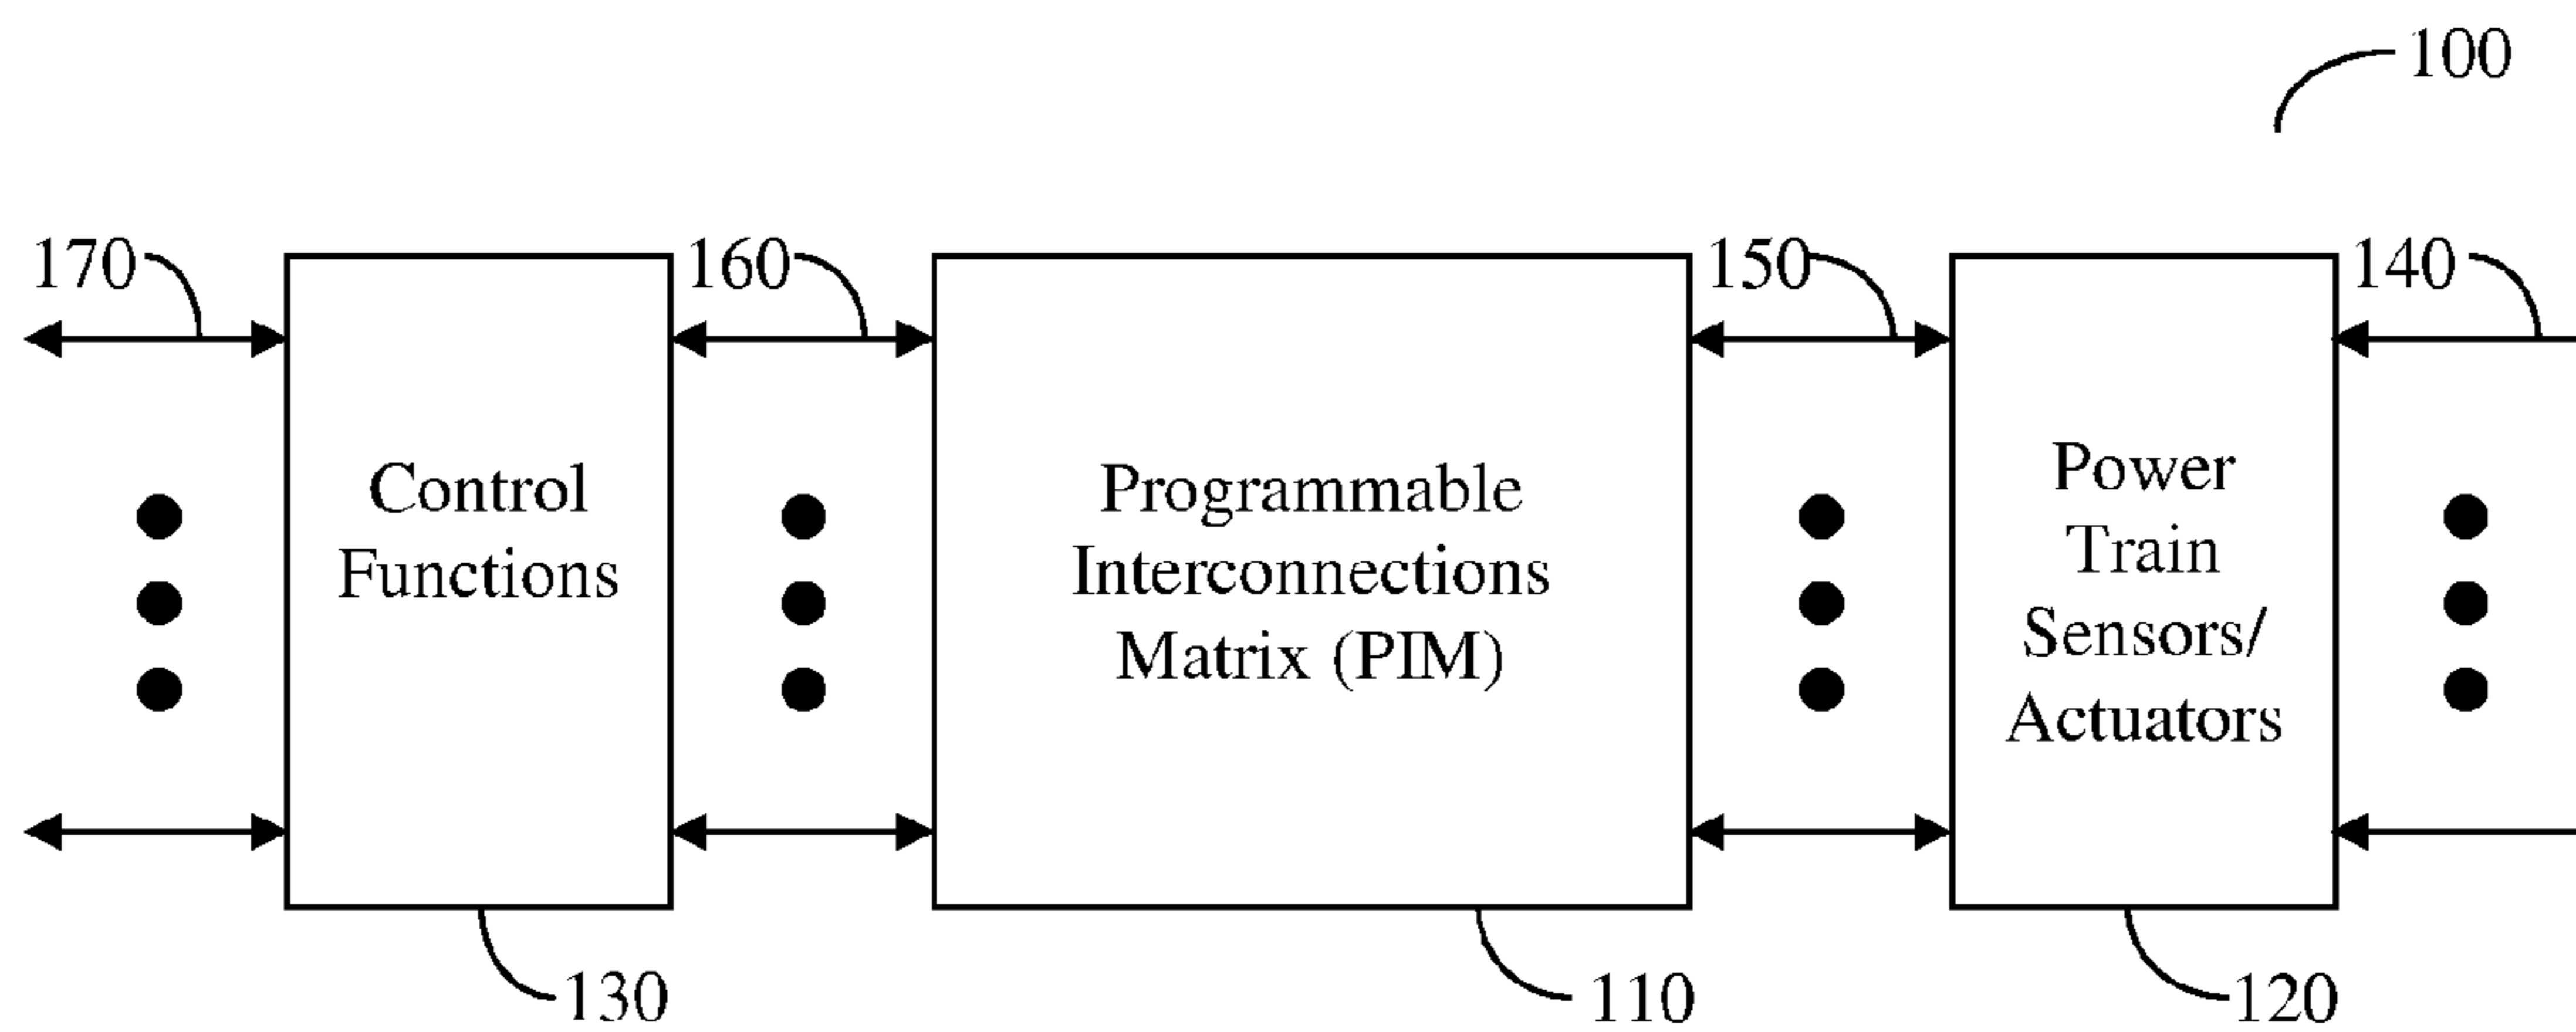 100
170
160
150
140
Control
Functions
Programmable
Interconnections
Matrix (PIM)
Power
Train
Sensors/
Actuators
130
110
120